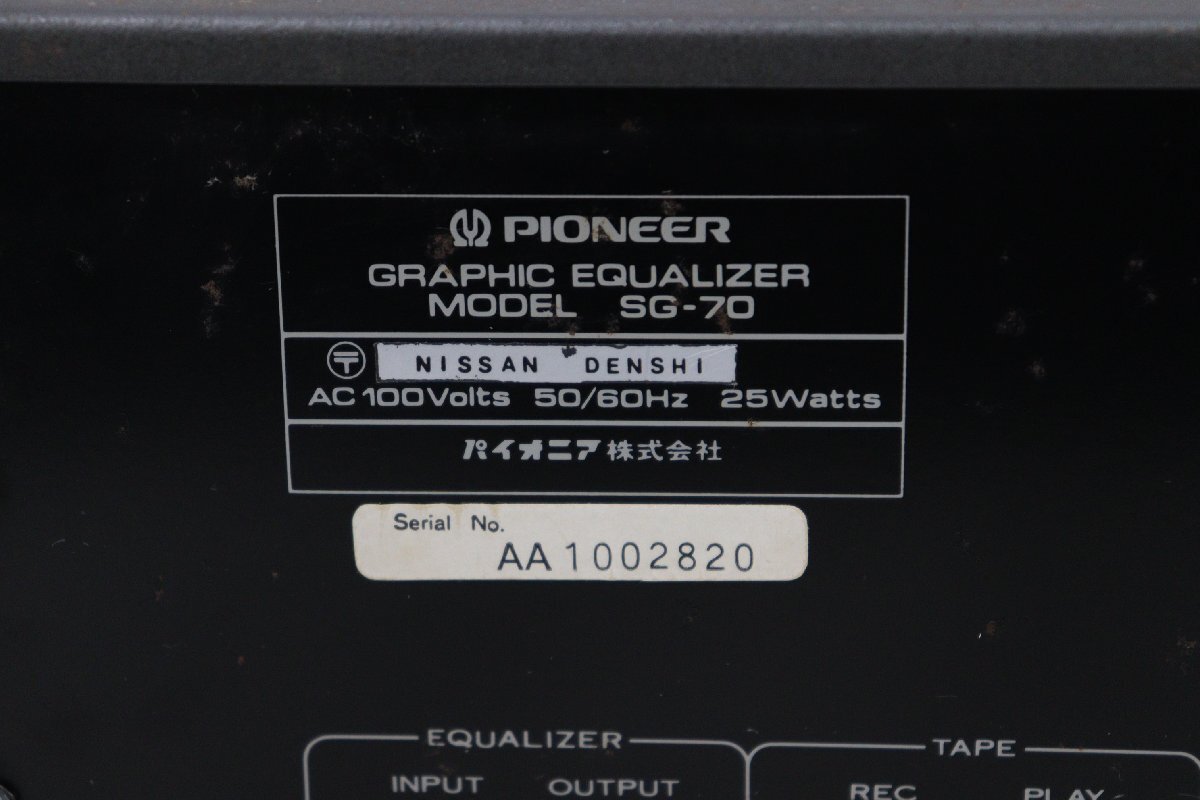 PIONEER
GRAPHIC EQUALIZER
MODEL SG-70
〒 NISSAN DENSHI
AC 100Volts 50/60Hz 25Watts
パイオニア株式会社
Serial No.
AA1002820
EQUALIZER TAPE
INPUT OUTPUT REC PLAY